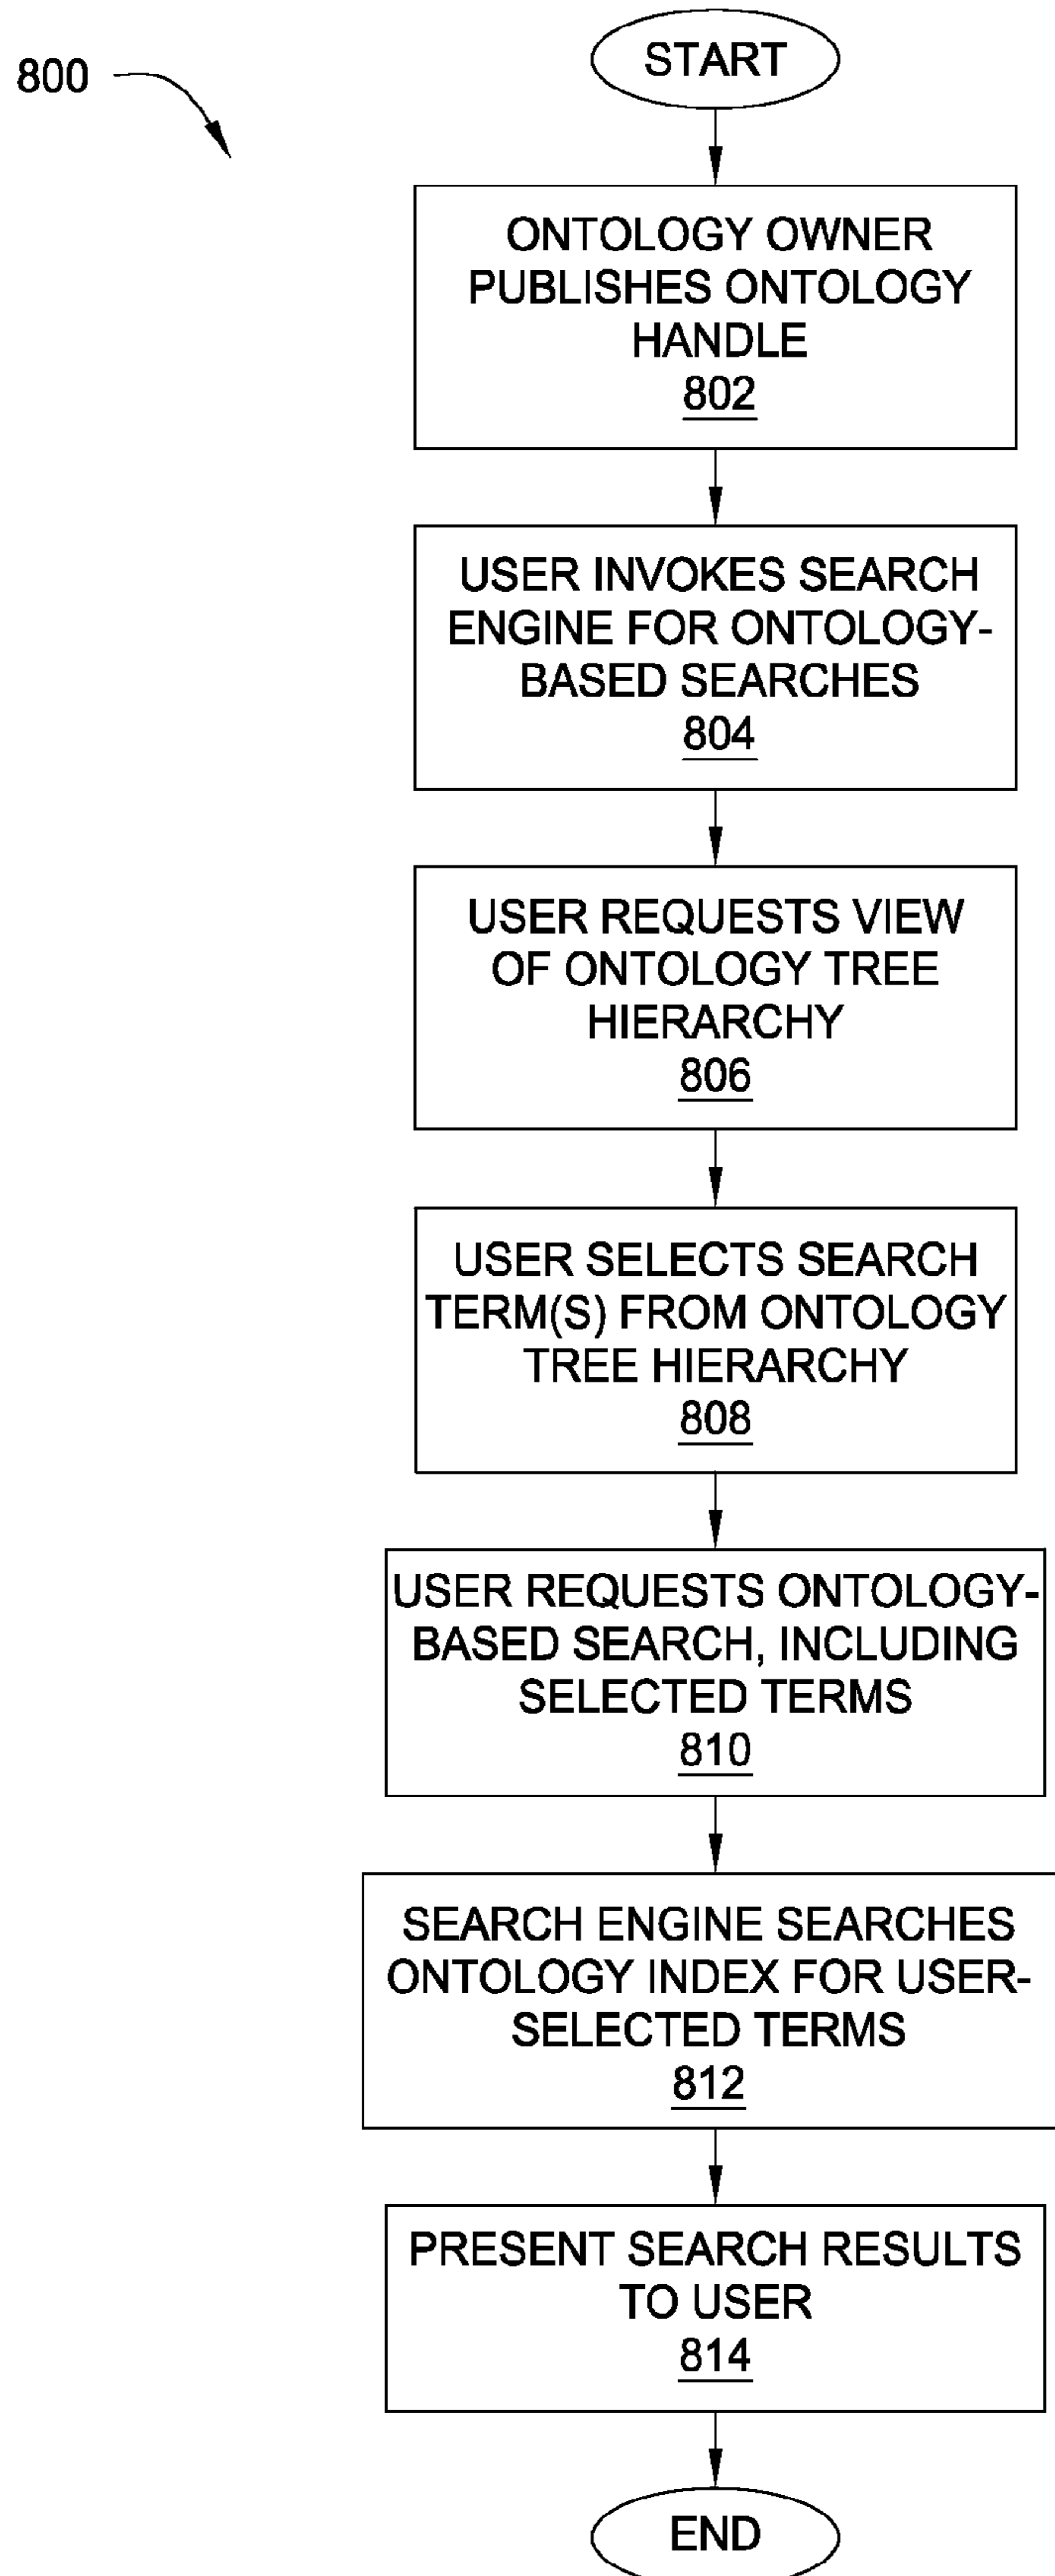 800
START
ONTOLOGY OWNER
PUBLISHES ONTOLOGY
HANDLE
802
USER INVOKES SEARCH
ENGINE FOR ONTOLOGY-
BASED SEARCHES
804
USER REQUESTS VIEW
OF ONTOLOGY TREE
HIERARCHY
806
USER SELECTS SEARCH
TERM(S) FROM ONTOLOGY
TREE HIERARCHY
808
USER REQUESTS ONTOLOGY-
BASED SEARCH, INCLUDING
SELECTED TERMS
810
SEARCH ENGINE SEARCHES
ONTOLOGY INDEX FOR USER-
SELECTED TERMS
812
PRESENT SEARCH RESULTS
TO USER
814
END